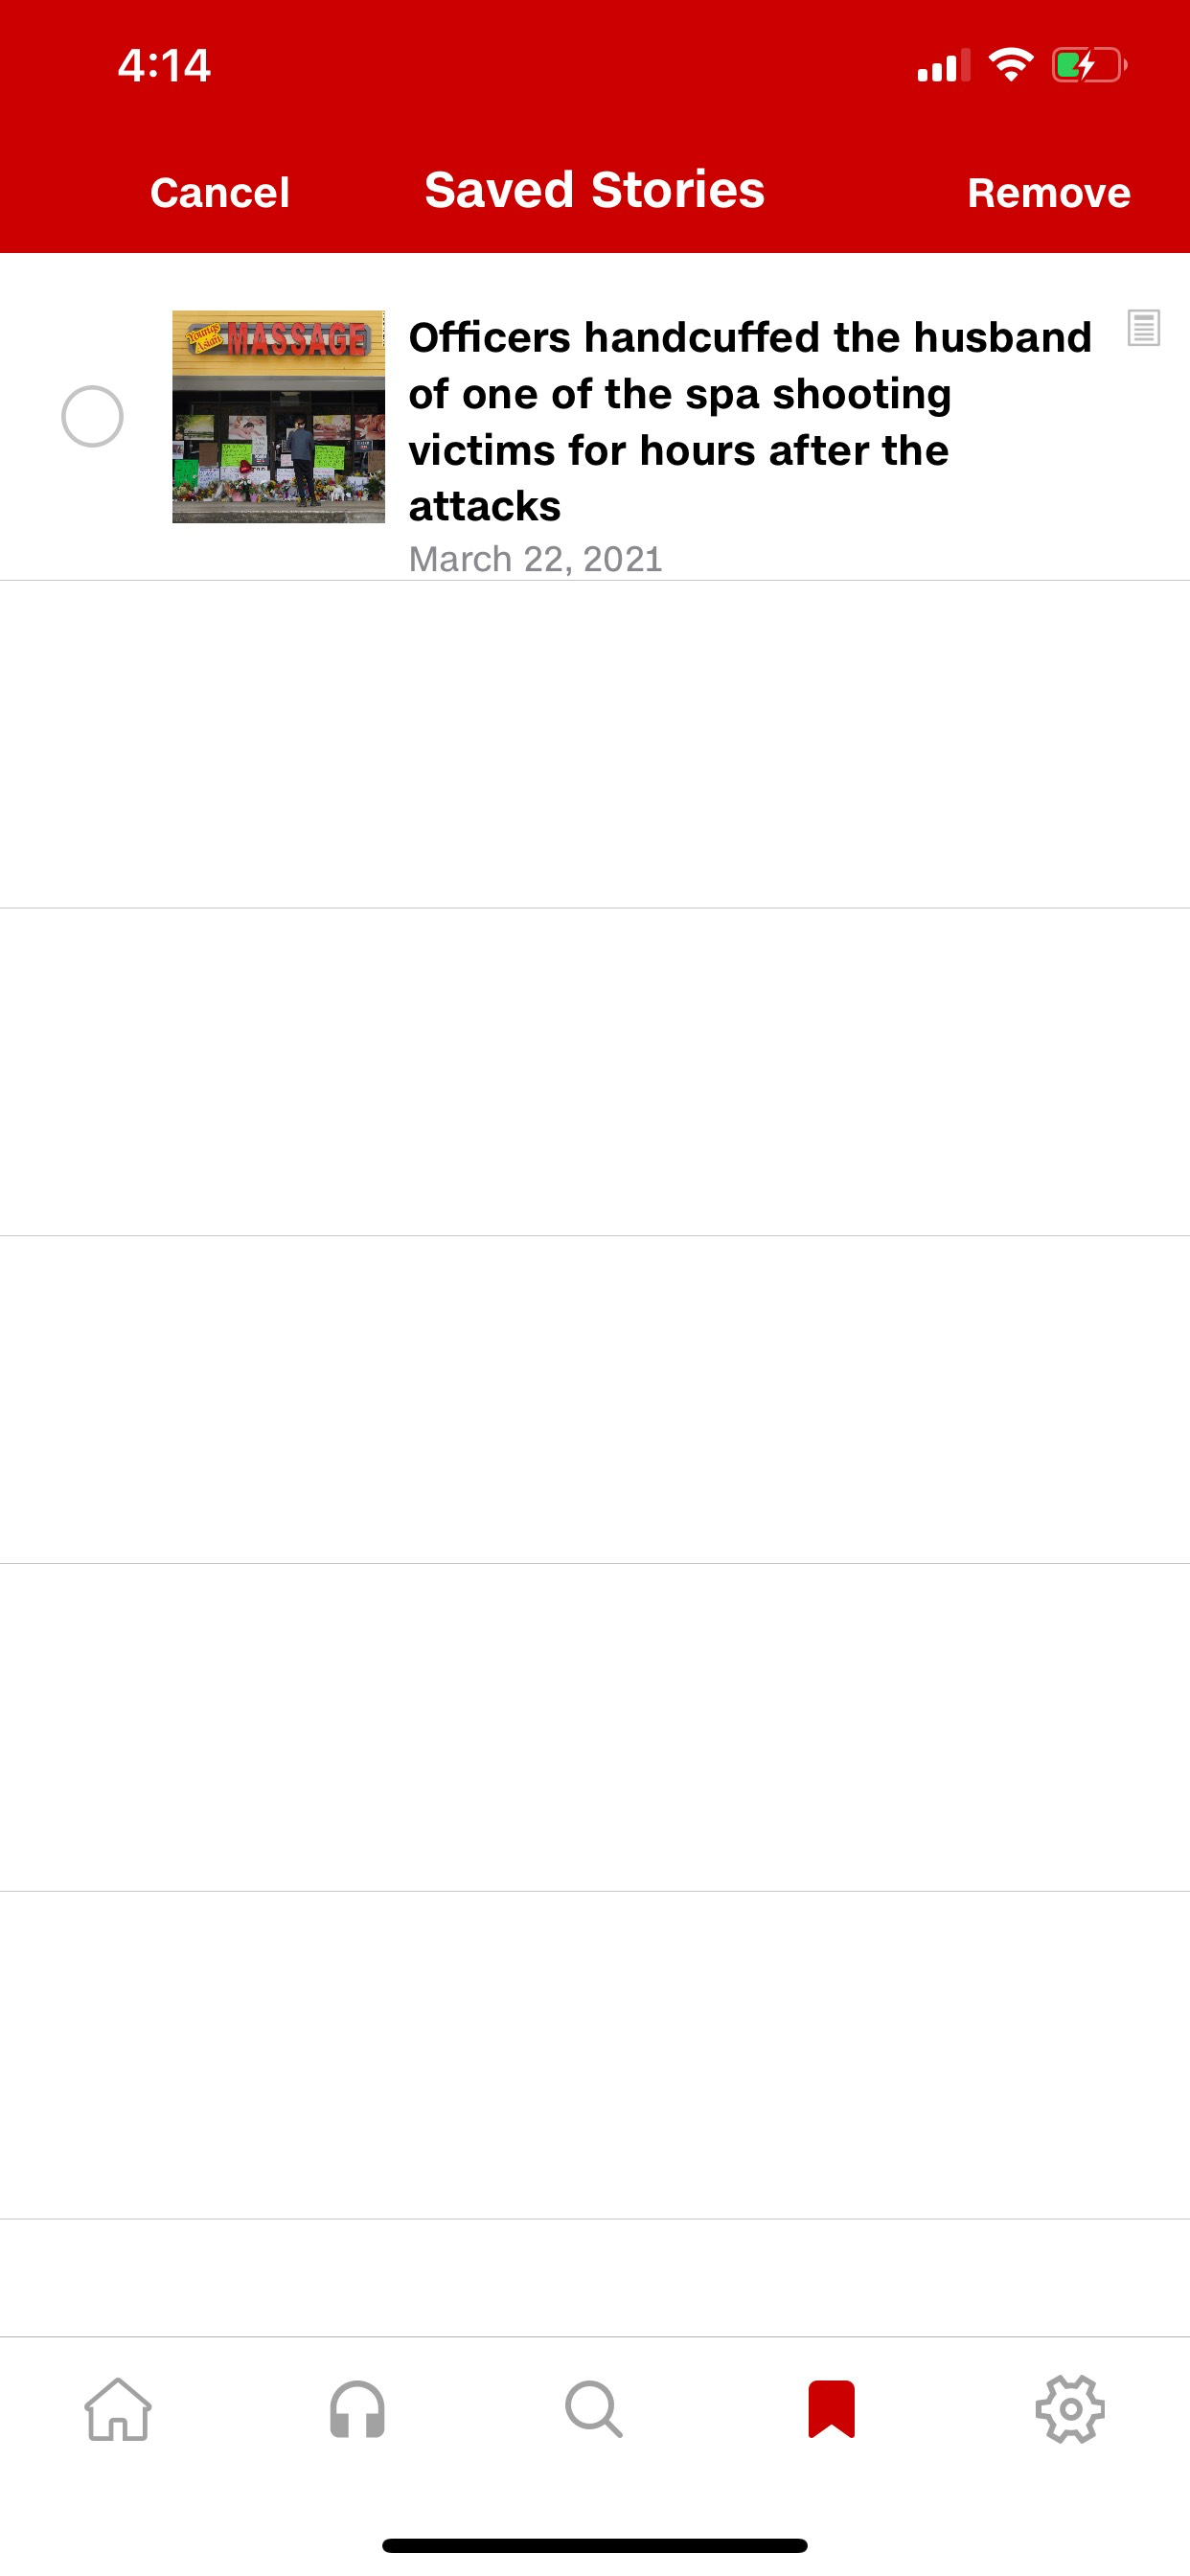 4:14
Cancel
Saved Stories
Remove
Youngs
Asian
MASSAGE
Officers handcuffed the husband
of one of the spa shooting
victims for hours after the
attacks
March 22, 2021